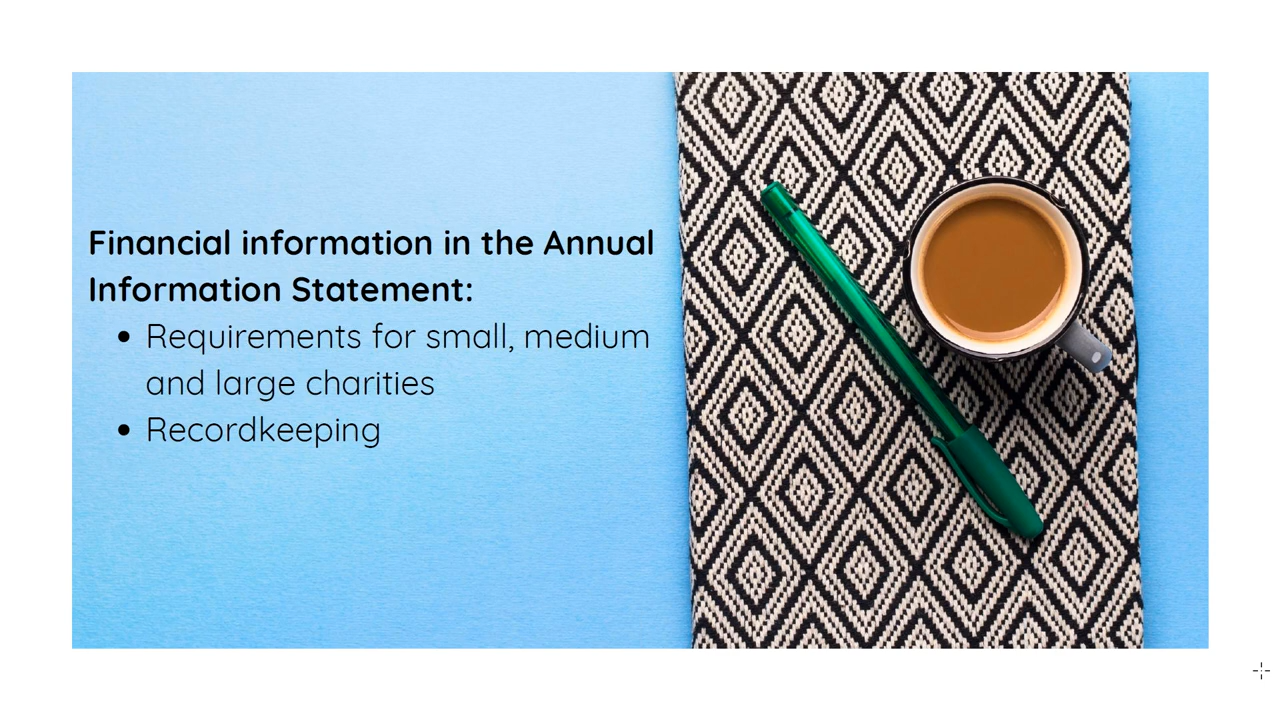 Financial information in the Annual
Information Statement:
• Requirements for small, medium
and large charities
• Recordkeeping